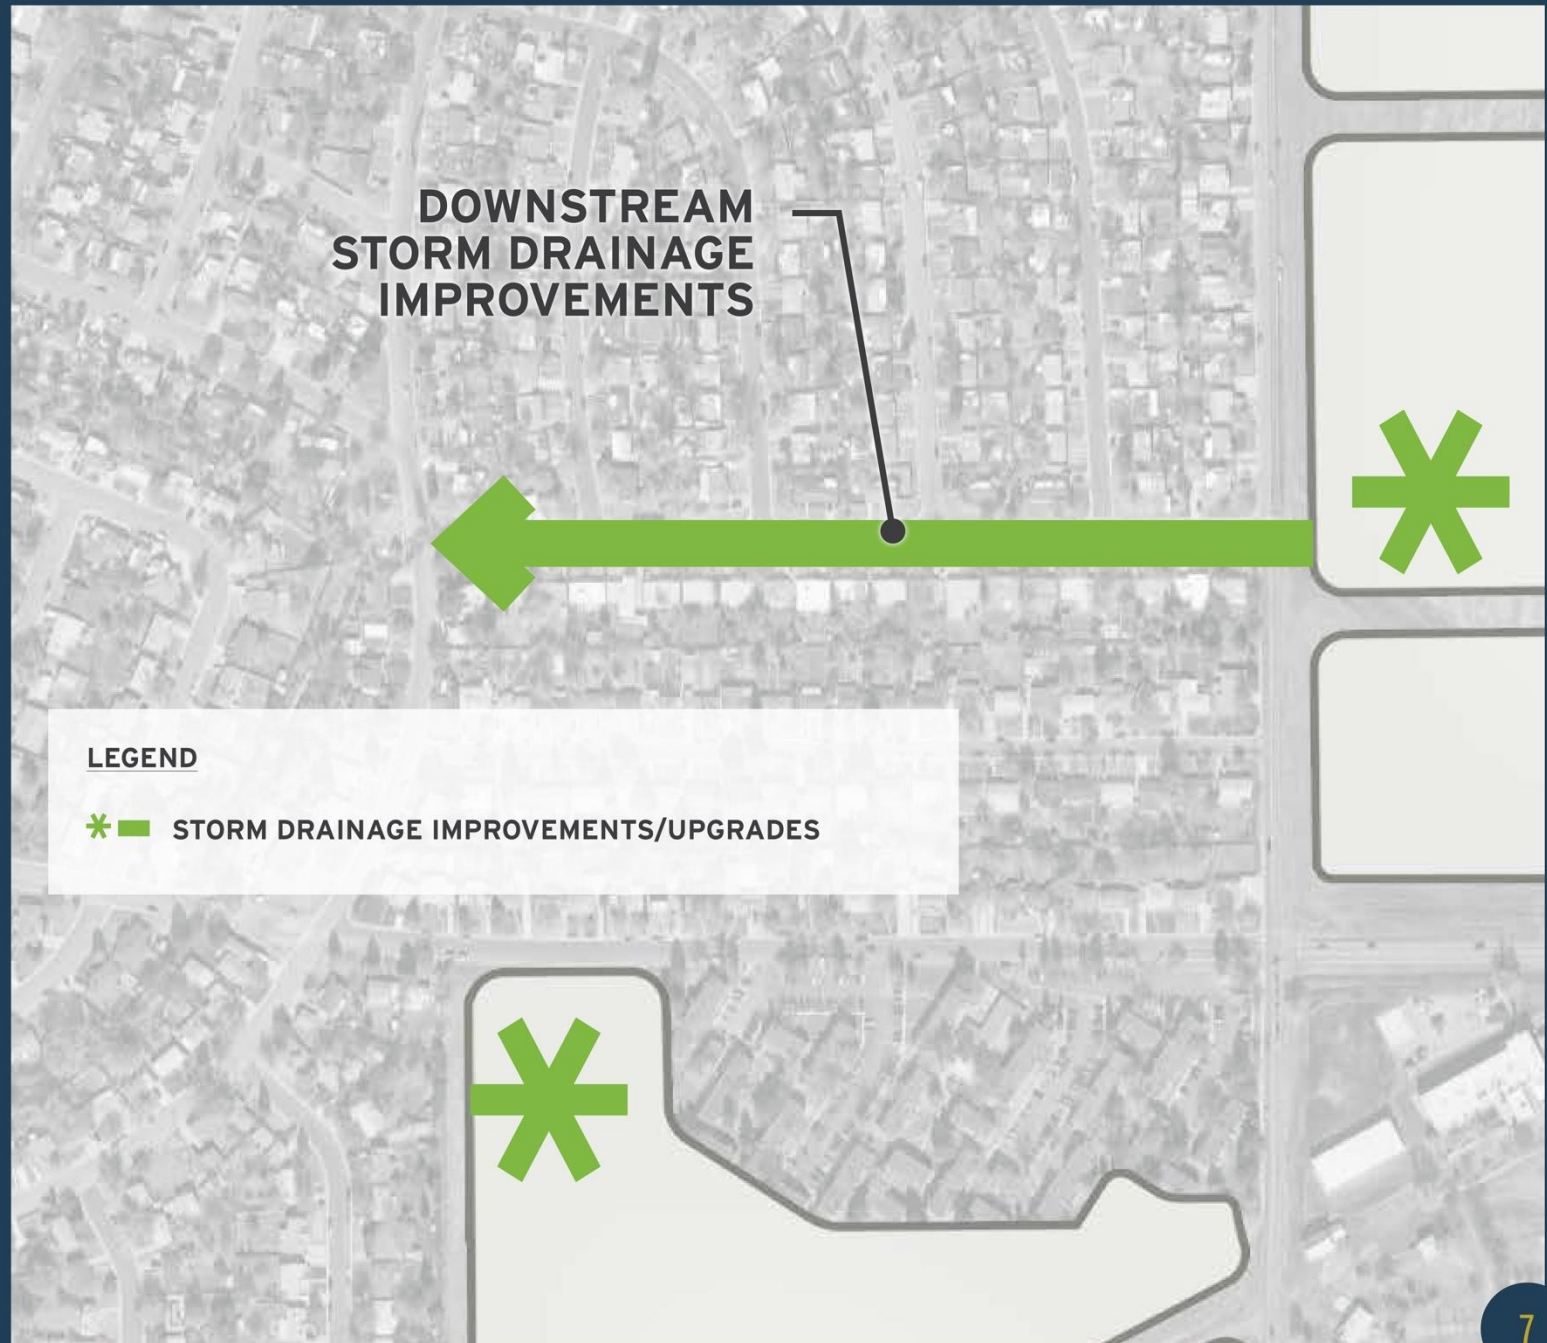 DOWNSTREAM
STORM DRAINAGE
IMPROVEMENTS
LEGEND
STORM DRAINAGE IMPROVEMENTS/UPGRADES
7